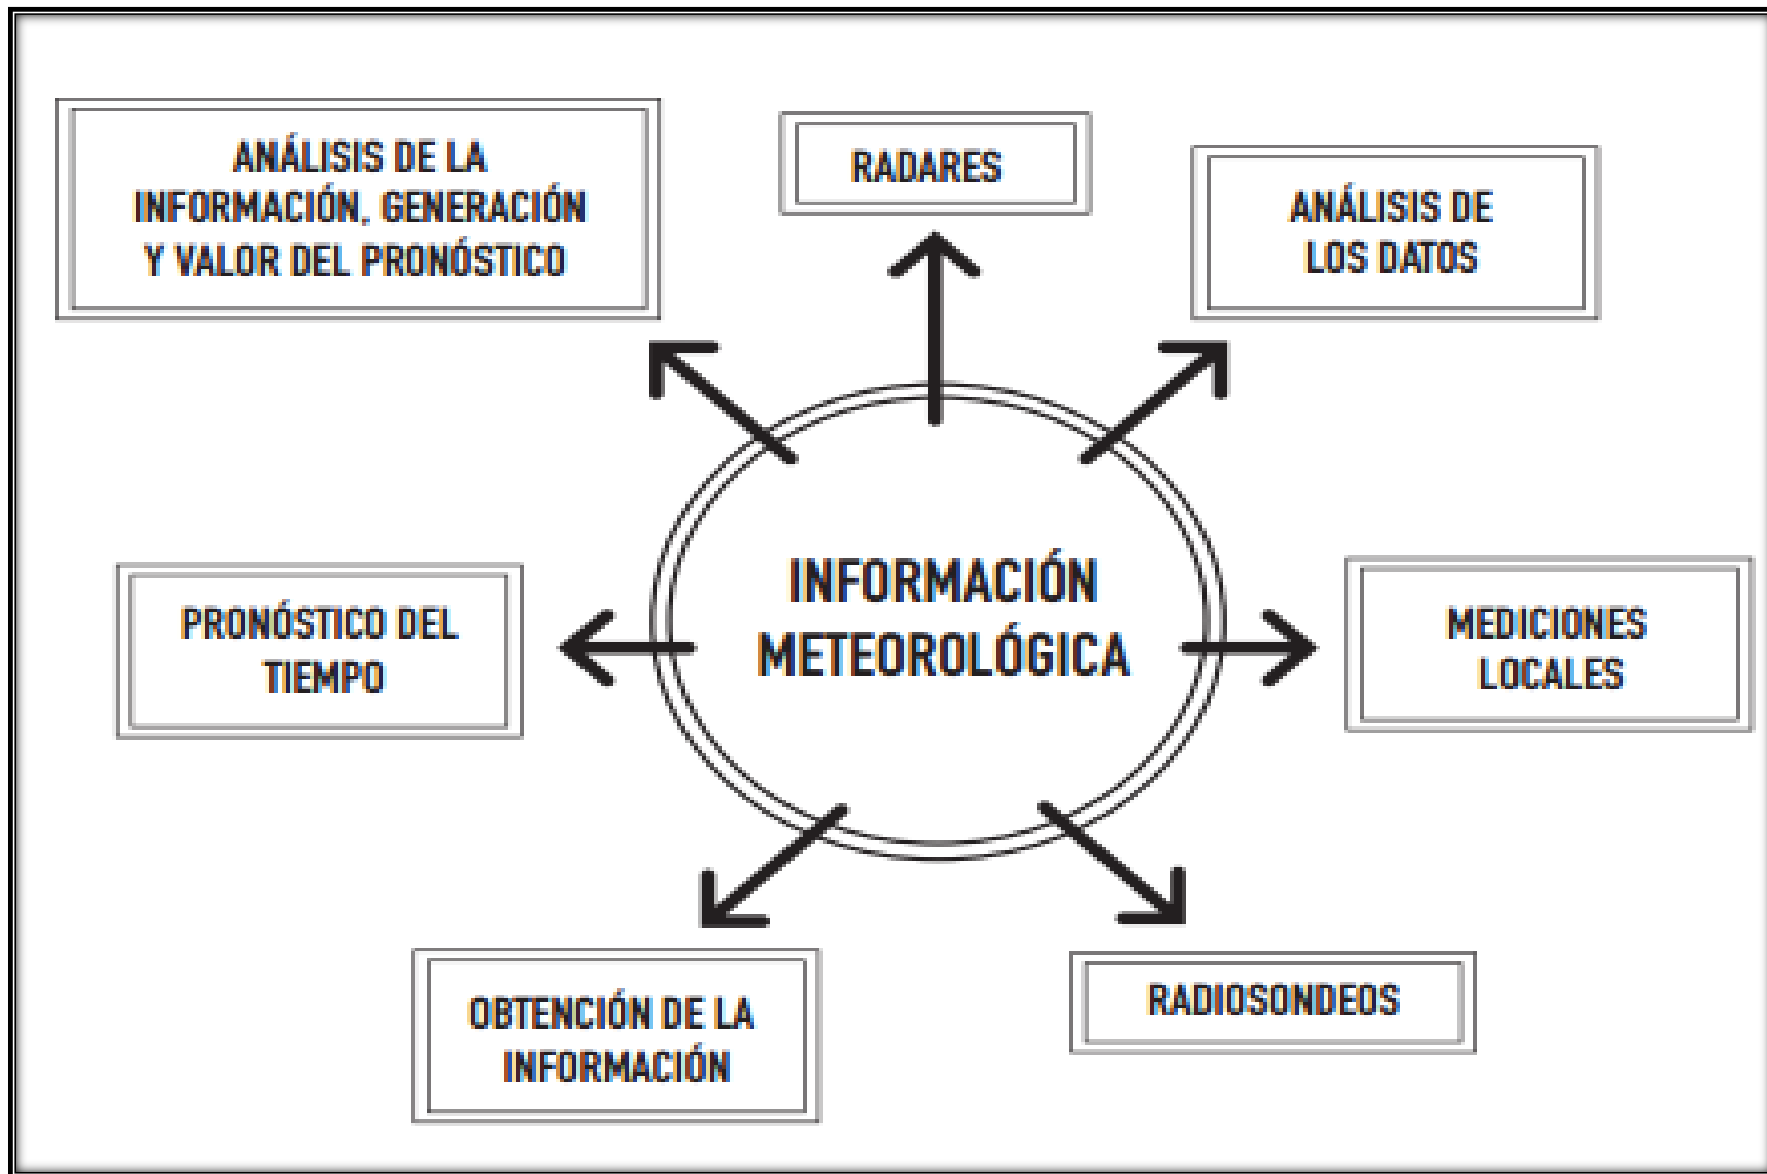 ANÁLISIS DE LA
INFORMACIÓN, GENERACIÓN
Y VALOR DEL PRONÓSTICO
RADARES
ANÁLISIS DE
LOS DATOS
PRONÓSTICO DEL
TIEMPO
INFORMACIÓN
METEOROLÓGICA
MEDICIONES
LOCALES
OBTENCIÓN DE LA
INFORMACIÓN
RADIOSONDEOS